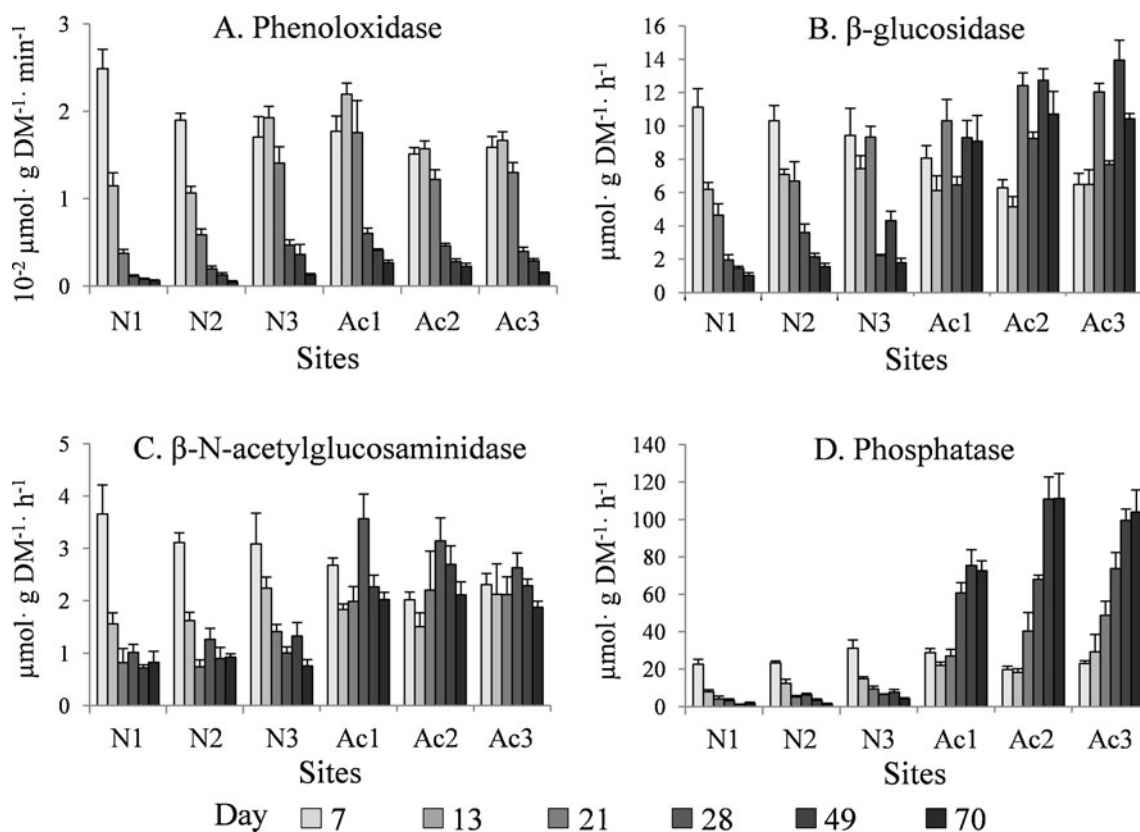 A. Phenoloxidase
10⁻² µmol· g DM⁻¹· min⁻¹
3
2
1
0
N1 N2 N3 Ac1 Ac2 Ac3
Sites
B. β-glucosidase
µmol· g DM⁻¹· h⁻¹
16
14
12
10
8
6
4
2
0
N1 N2 N3 Ac1 Ac2 Ac3
Sites
C. β-N-acetylglucosaminidase
µmol· g DM⁻¹· h⁻¹
5
4
3
2
1
0
N1 N2 N3 Ac1 Ac2 Ac3
Sites
D. Phosphatase
µmol· g DM⁻¹· h⁻¹
140
120
100
80
60
40
20
0
N1 N2 N3 Ac1 Ac2 Ac3
Sites
Day 7 13 21 28 49 70